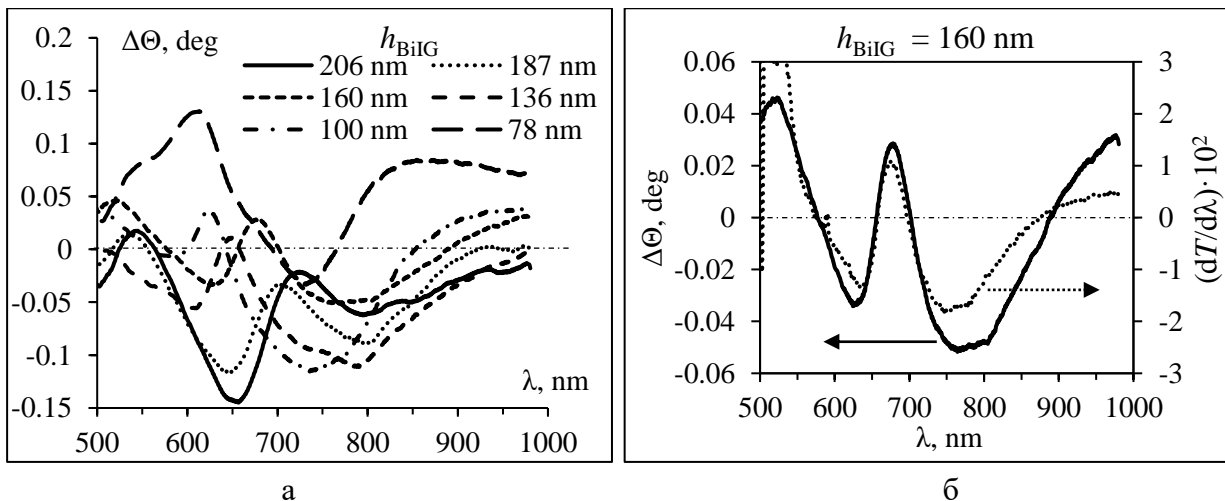 ΔΘ, deg
h_BiIG
206 nm 187 nm
160 nm 136 nm
100 nm 78 nm
0.2
0.15
0.1
0.05
0
-0.05
-0.1
-0.15
λ, nm
500 600 700 800 900 1000
а
h_BiIG = 160 nm
ΔΘ, deg
0.06
0.04
0.02
0
-0.02
-0.04
-0.06
3
2
1
0
-1
-2
-3
(dT/dλ)·10²
500 600 700 800 900 1000
λ, nm
б